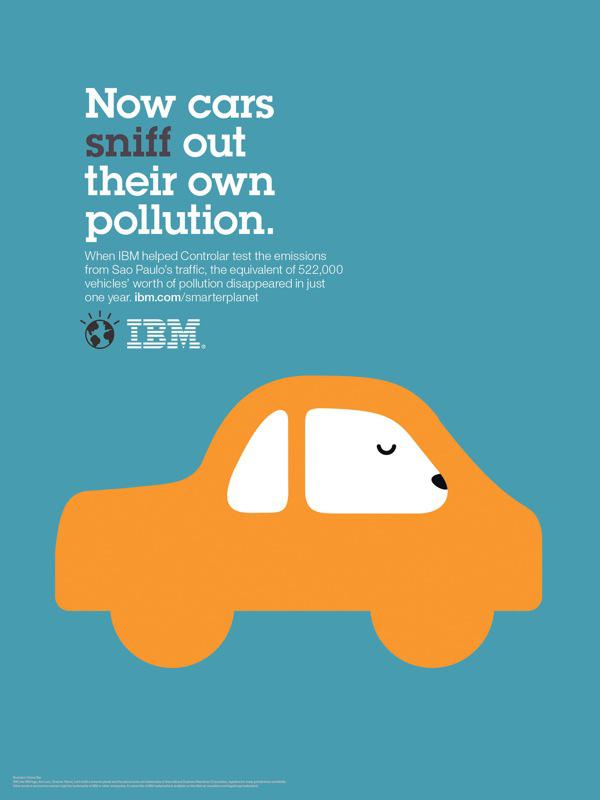 Now cars
sniff out
their own
pollution.
When IBM helped Controlar test the emissions
from Sao Paulo's traffic, the equivalent of 522,000
vehicles' worth of pollution disappeared in just
one year. ibm.com/smarterplanet
IBM®